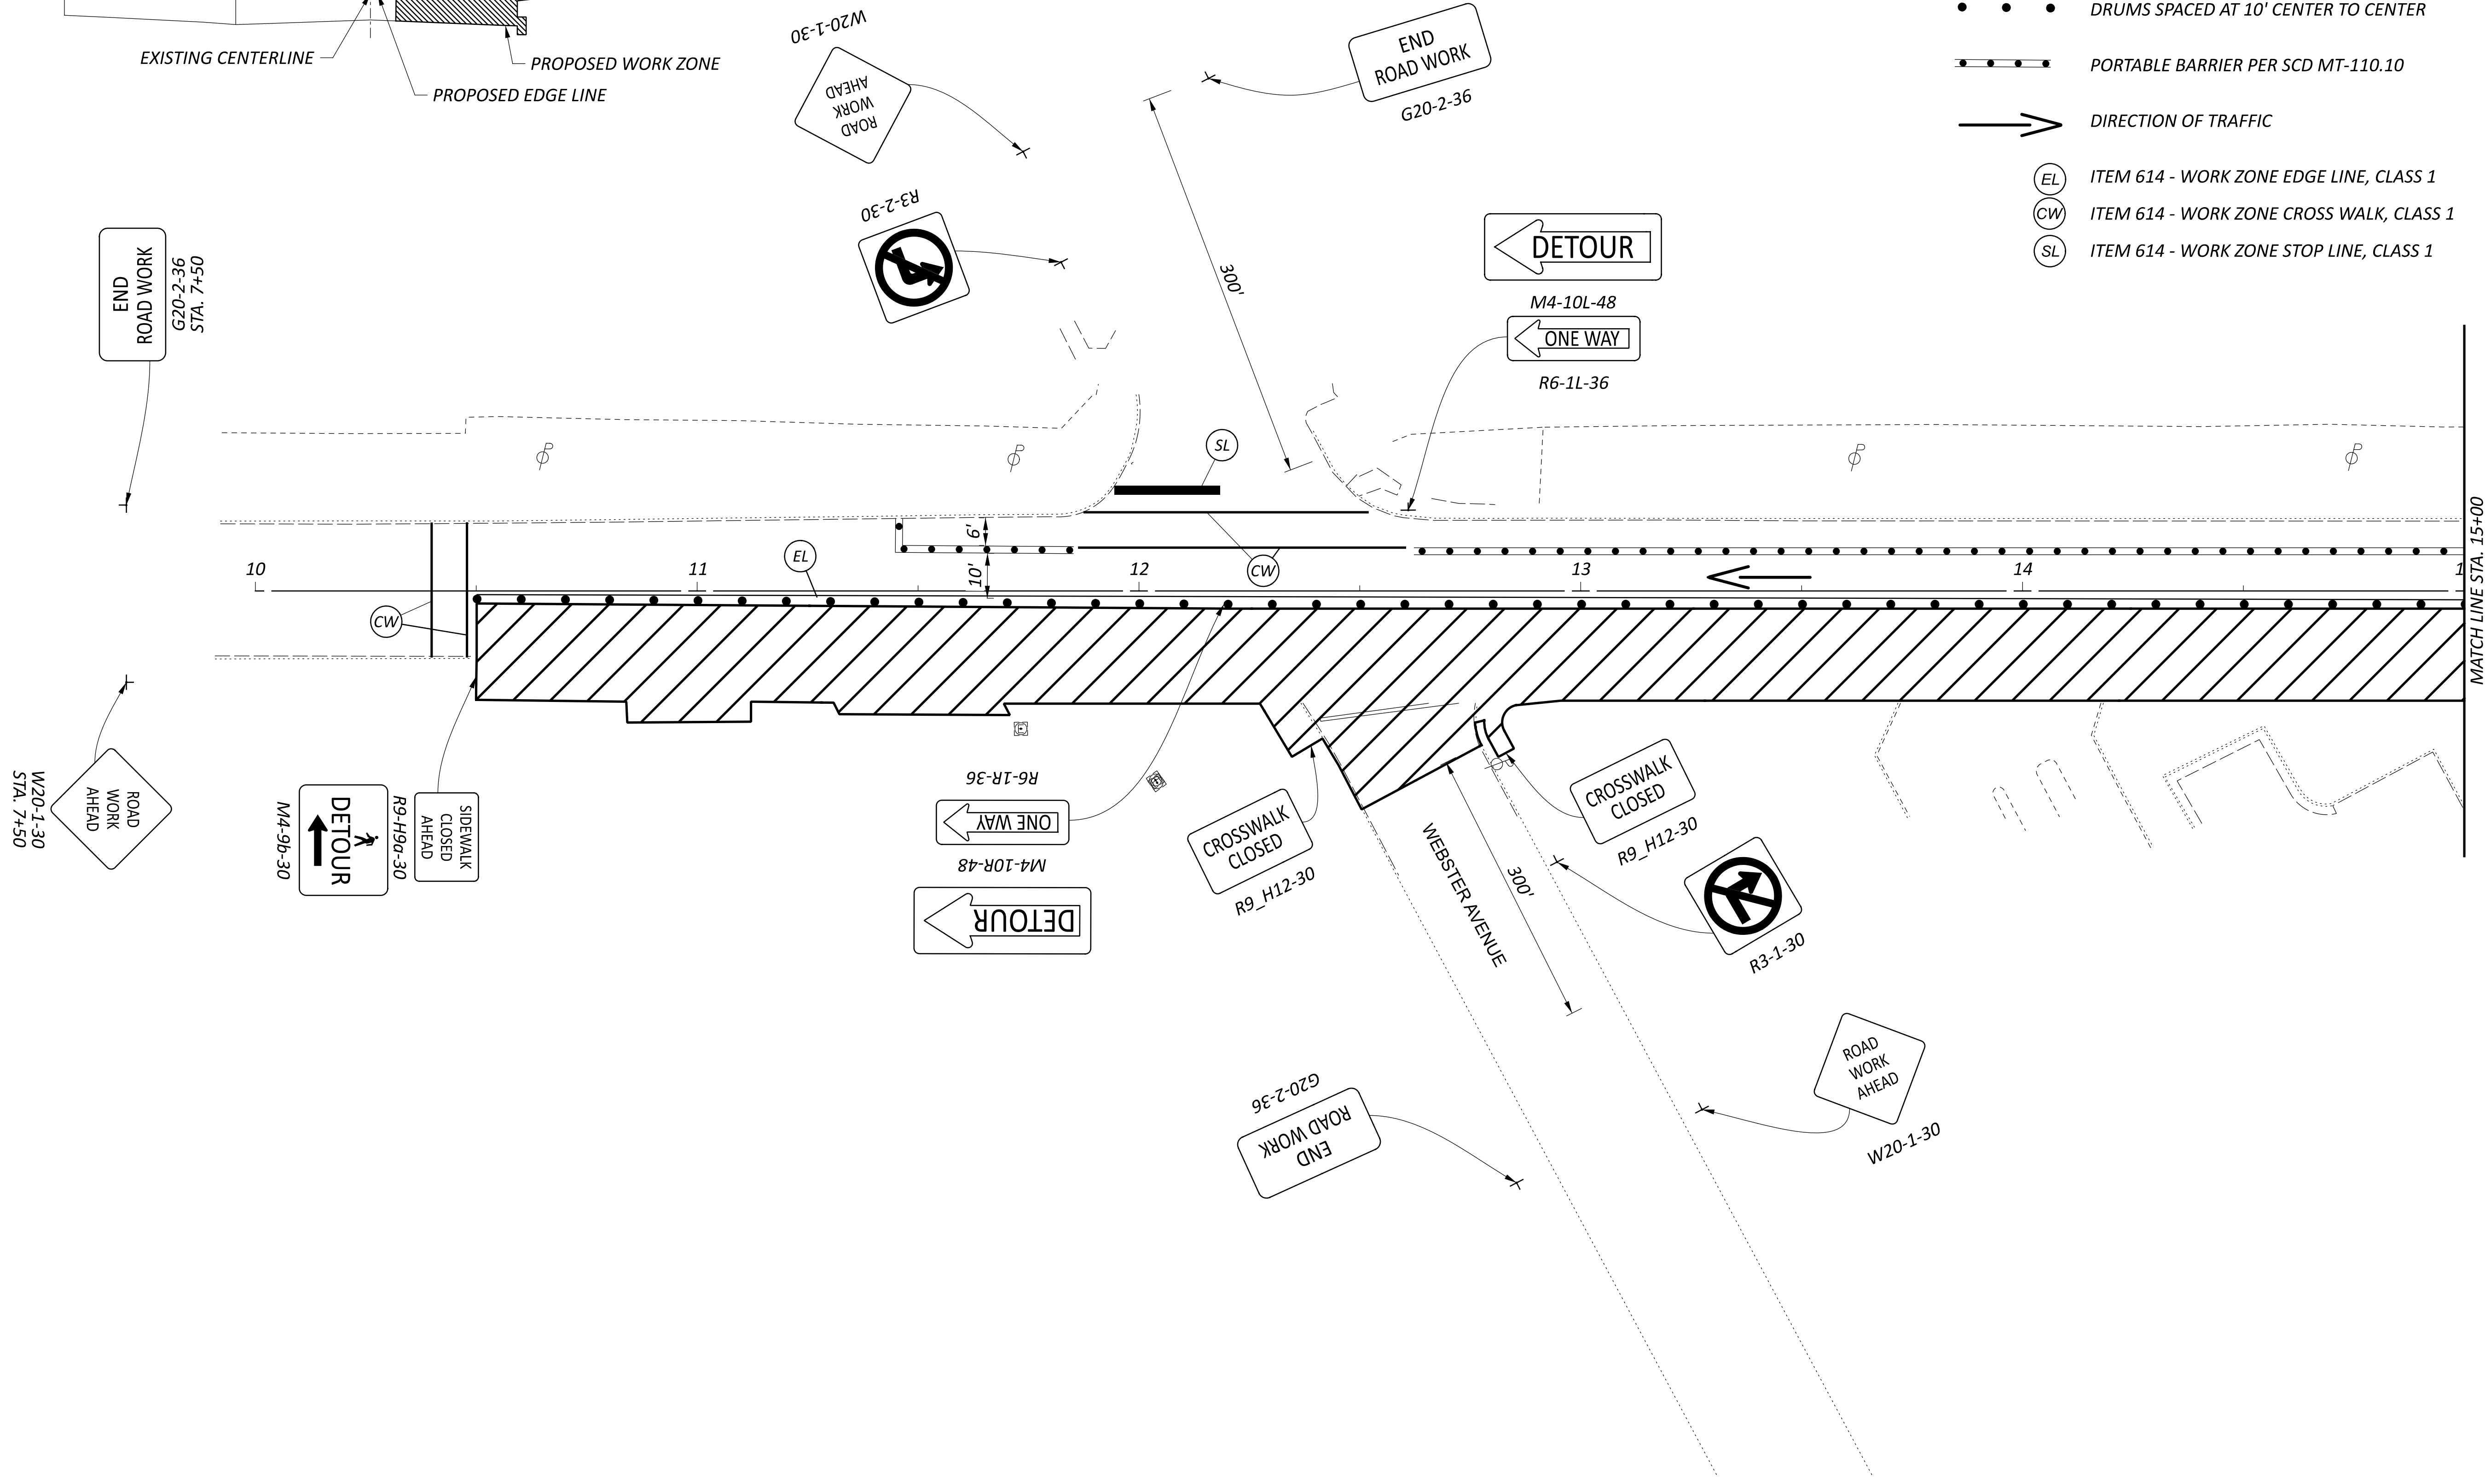 EXISTING CENTERLINE
PROPOSED WORK ZONE
PROPOSED EDGE LINE
W20-1-30
ROAD
WORK
AHEAD
END
ROAD WORK
G20-2-36
DRUMS SPACED AT 10' CENTER TO CENTER
PORTABLE BARRIER PER SCD MT-110.10
DIRECTION OF TRAFFIC
EL
ITEM 614 - WORK ZONE EDGE LINE, CLASS 1
CW
ITEM 614 - WORK ZONE CROSS WALK, CLASS 1
SL
ITEM 614 - WORK ZONE STOP LINE, CLASS 1
R3-2-30
END
ROAD WORK
G20-2-36
STA. 7+50
300'
DETOUR
M4-10L-48
ONE WAY
R6-1L-36
SL
6'
10'
EL
CW
CW
10
11
12
13
14
1
MATCH LINE STA. 15+00
ROAD
WORK
AHEAD
W20-1-30
STA. 7+50
DETOUR
M4-9b-30
SIDEWALK
CLOSED
AHEAD
R9-H9a-30
R6-1R-36
ONE WAY
M4-10R-48
DETOUR
CROSSWALK
CLOSED
R9_H12-30
CROSSWALK
CLOSED
R9_H12-30
WEBSTER AVENUE
300'
R3-1-30
ROAD
WORK
AHEAD
W20-1-30
G20-2-36
END
ROAD WORK